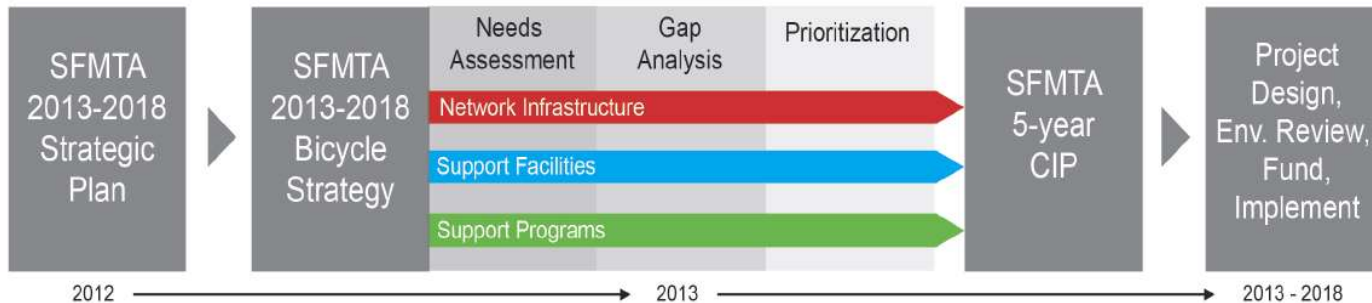 SFMTA
2013-2018
Strategic
Plan
SFMTA
2013-2018
Bicycle
Strategy
Needs
Assessment
Gap
Analysis
Prioritization
Network Infrastructure
Support Facilities
Support Programs
SFMTA
5-year
CIP
Project
Design,
Env. Review,
Fund,
Implement
2012
2013
2013 - 2018